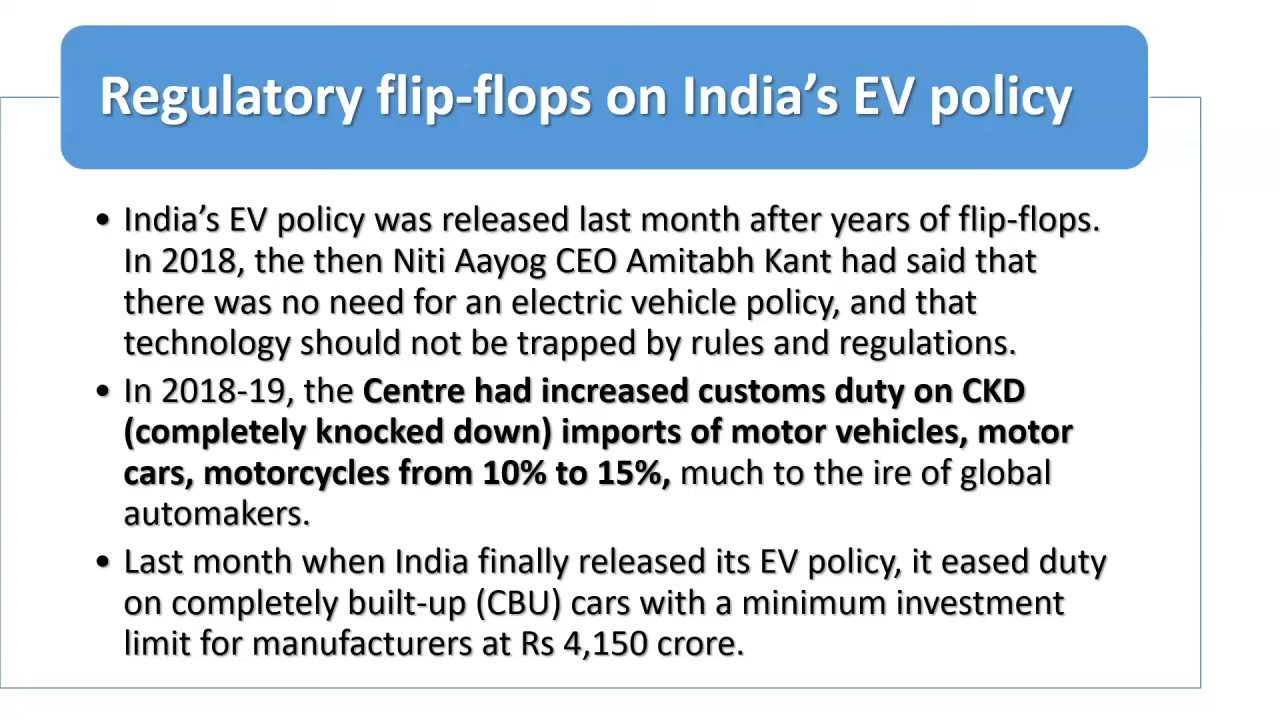 Regulatory flip-flops on India’s EV policy
• India’s EV policy was released last month after years of flip-flops.
In 2018, the then Niti Aayog CEO Amitabh Kant had said that
there was no need for an electric vehicle policy, and that
technology should not be trapped by rules and regulations.
• In 2018-19, the Centre had increased customs duty on CKD
(completely knocked down) imports of motor vehicles, motor
cars, motorcycles from 10% to 15%, much to the ire of global
automakers.
• Last month when India finally released its EV policy, it eased duty
on completely built-up (CBU) cars with a minimum investment
limit for manufacturers at Rs 4,150 crore.